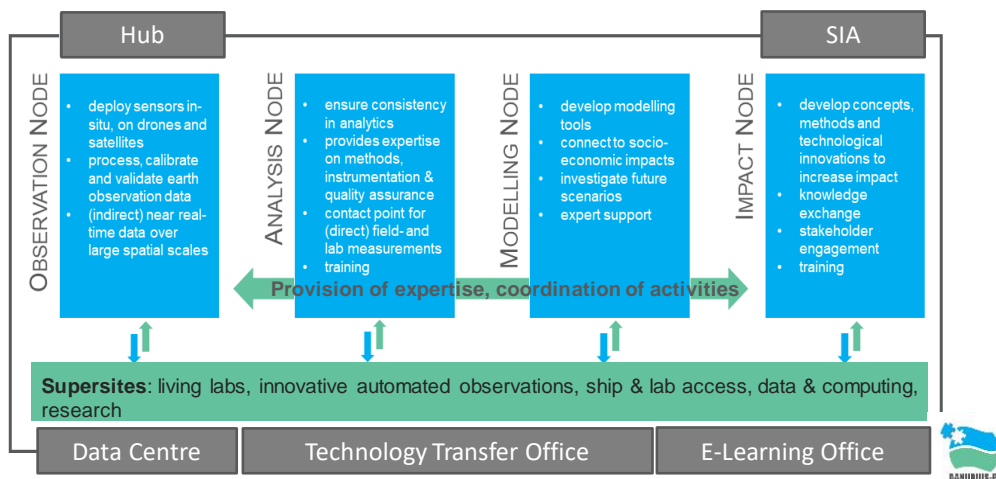 Hub
SIA
OBSERVATION NODE
• deploy sensors in-
situ, on drones and
satellites
• process, calibrate
and validate earth
observation data
• (indirect) near real-
time data over
large spatial scales
ANALYSIS NODE
• ensure consistency
in analytics
• provides expertise
on methods,
instrumentation &
quality assurance
• contact point for
(direct) field- and
lab measurements
• training
MODELLING NODE
• develop modelling
tools
• connect to socio-
economic impacts
• investigate future
scenarios
• expert support
IMPACT NODE
• develop concepts,
methods and
technological
innovations to
increase impact
• knowledge
exchange
• stakeholder
engagement
• training
Provision of expertise, coordination of activities
Supersites: living labs, innovative automated observations, ship & lab access, data & computing,
research
Data Centre
Technology Transfer Office
E-Learning Office